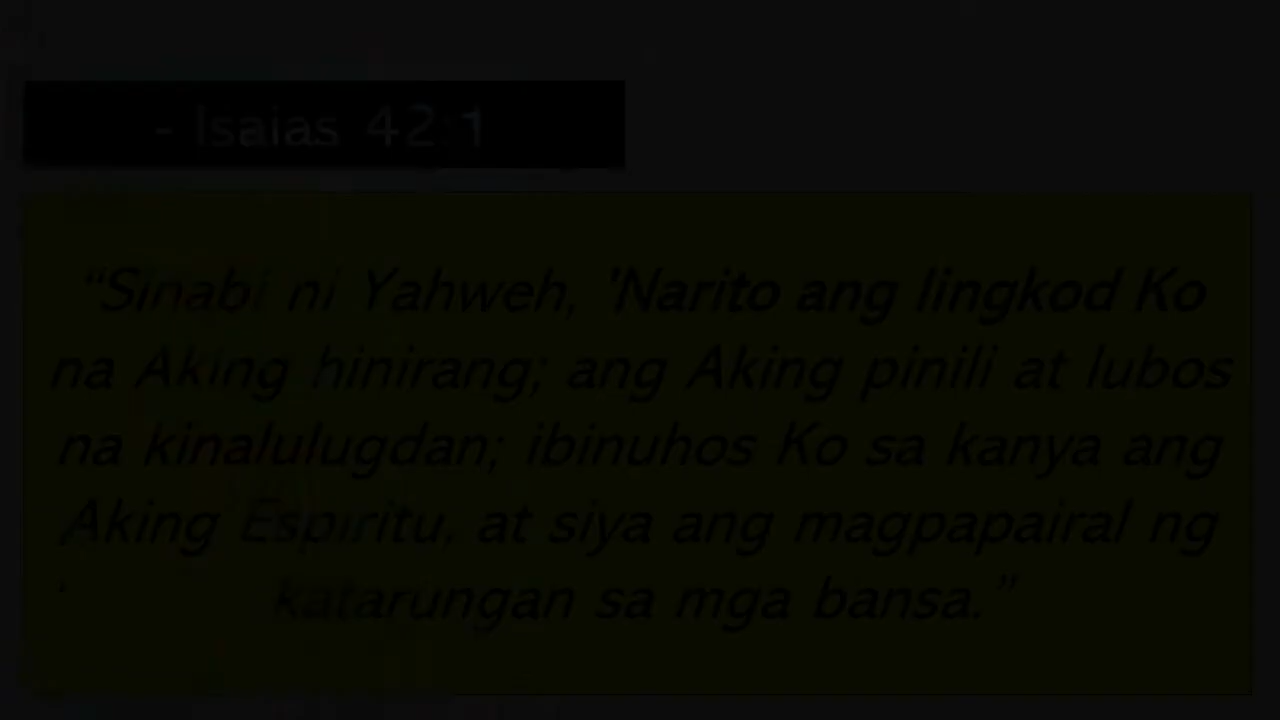 - Isaias 42:1
“Sinabi ni Yahweh, 'Narito ang lingkod Ko
na Aking hinirang; ang Aking pinili at lubos
na kinalulugdan; ibinuhos Ko sa kanya ang
Aking Espiritu, at siya ang magpapairal ng
katarungan sa mga bansa.”